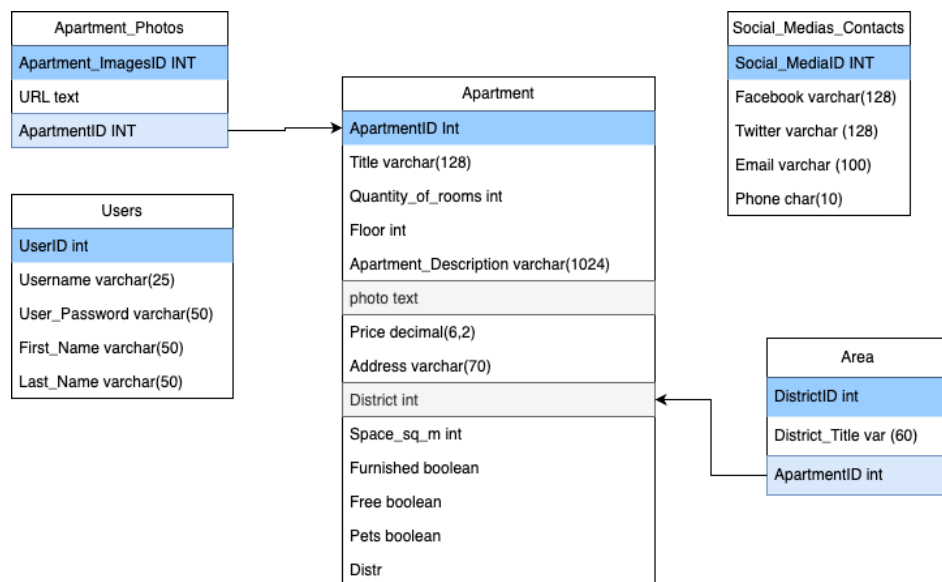 Apartment_Photos
Apartment_ImagesID INT
URL text
ApartmentID INT
Users
UserID int
Username varchar(25)
User_Password varchar(50)
First_Name varchar(50)
Last_Name varchar(50)
Apartment
ApartmentID Int
Title varchar(128)
Quantity_of_rooms int
Floor int
Apartment_Description varchar(1024)
photo text
Price decimal(6,2)
Address varchar(70)
District int
Space_sq_m int
Furnished boolean
Free boolean
Pets boolean
Distr
Social_Medias_Contacts
Social_MediaID INT
Facebook varchar(128)
Twitter varchar (128)
Email varchar (100)
Phone char(10)
Area
DistrictID int
District_Title var (60)
ApartmentID int